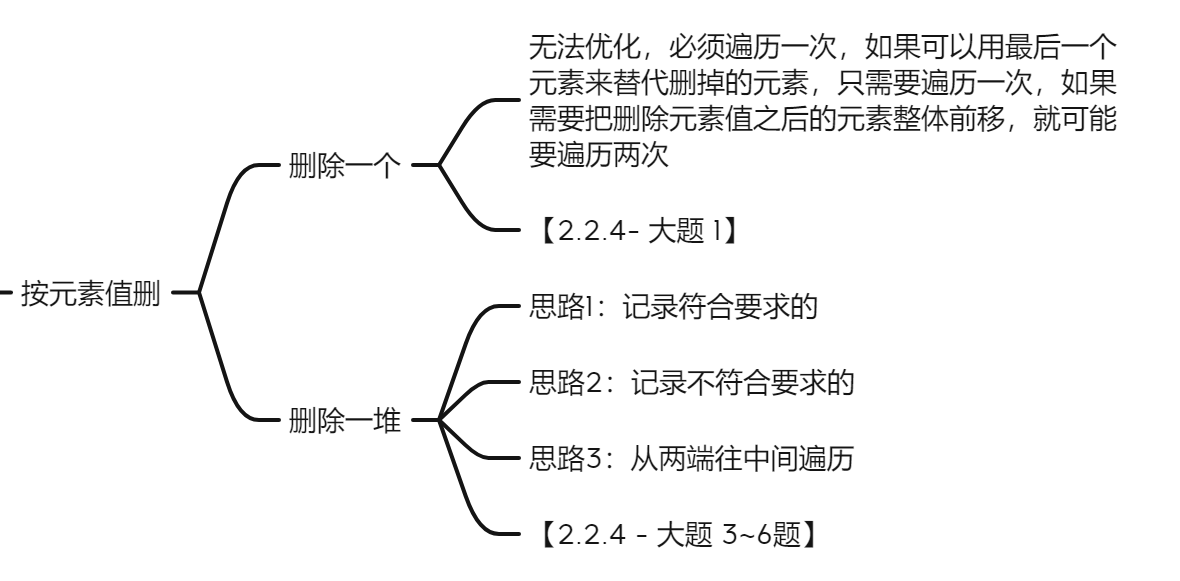 按元素值删
删除一个
无法优化，必须遍历一次，如果可以用最后一个
元素来替代删掉的元素，只需要遍历一次，如果
需要把删除元素值之后的元素整体前移，就可能
要遍历两次
【2.2.4- 大题 1】
删除一堆
思路1：记录符合要求的
思路2：记录不符合要求的
思路3：从两端往中间遍历
【2.2.4 - 大题 3~6题】